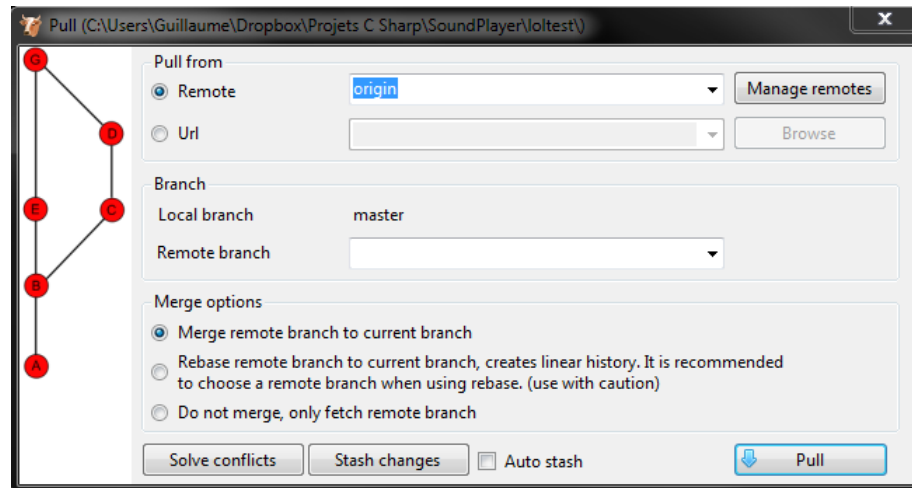 Pull (C:\Users\Guillaume\Dropbox\Projets C Sharp\SoundPlayer\loltest\)
x
Pull from
Remote origin Manage remotes
Url Browse
Branch
Local branch master
Remote branch
Merge options
Merge remote branch to current branch
Rebase remote branch to current branch, creates linear history. It is recommended
to choose a remote branch when using rebase. (use with caution)
Do not merge, only fetch remote branch
Solve conflicts Stash changes Auto stash Pull
G
D
E C
B
A